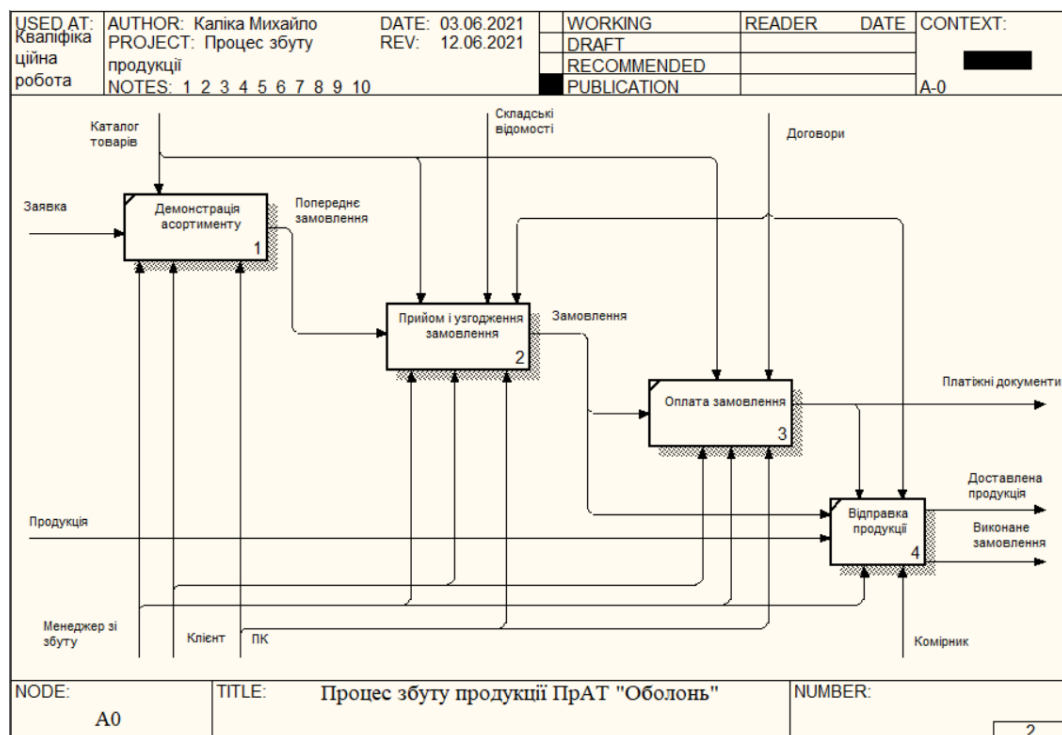 USED AT:
Кваліфіка
ційна
робота
AUTHOR: Каліка Михайло
DATE: 03.06.2021
PROJECT: Процес збуту
продукції
REV: 12.06.2021
NOTES: 1 2 3 4 5 6 7 8 9 10
WORKING
DRAFT
RECOMMENDED
PUBLICATION
READER
DATE
CONTEXT:
A-0
Каталог
товарів
Складські
відомості
Договори
Заявка
Демонстрація
асортименту
1
Попереднє
замовлення
Прийом і узгодження
замовлення
2
Замовлення
Оплата замовлення
3
Платіжні документи
Доставлена
продукція
Відправка
продукції
4
Виконане
замовлення
Продукція
Менеджер зі
збуту
Клієнт
ПК
Комірник
NODE:
A0
TITLE:
Процес збуту продукції ПрАТ "Оболонь"
NUMBER:
2